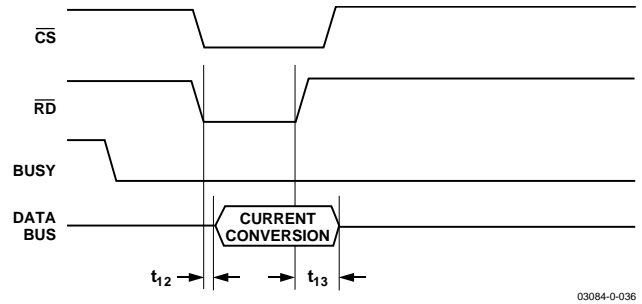 CS
RD
BUSY
DATA
BUS
CURRENT
CONVERSION
t12
t13
03084-0-036